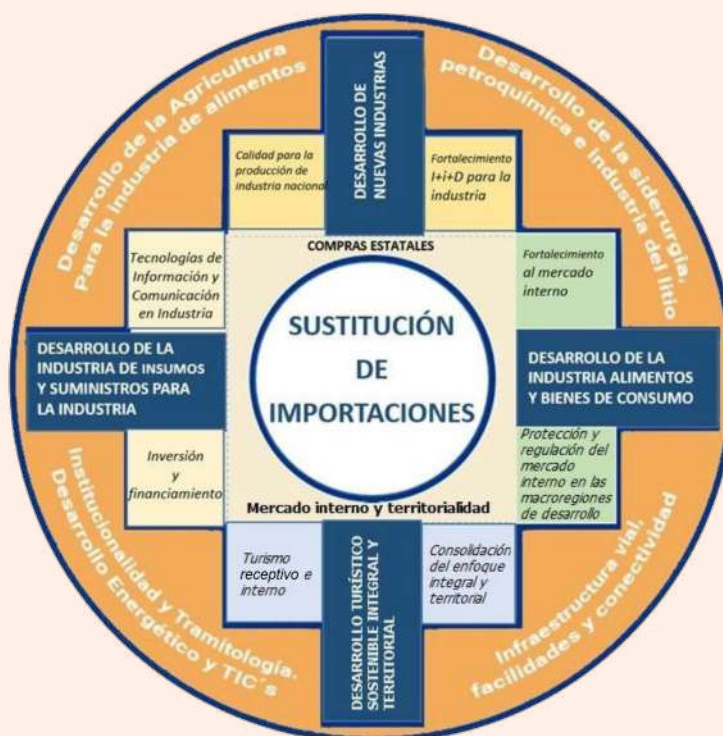 Desarrollo de la Agricultura
Para la industria de alimentos
Desarrollo de la siderurgia,
petroquímica e industria del litio
DESARROLLO DE
NUEVAS INDUSTRIAS
Calidad para la
producción de
industria nacional
Fortalecimiento
I+i+D para la
industria
COMPRAS ESTATALES
Tecnologías de
Información y
Comunicación
en Industria
Fortalecimiento
al mercado
interno
SUSTITUCIÓN
DE
IMPORTACIONES
DESARROLLO DE LA
INDUSTRIA DE INSUMOS
Y SUMINISTROS PARA
LA INDUSTRIA
DESARROLLO DE LA
INDUSTRIA ALIMENTOS
Y BIENES DE CONSUMO
Inversión
y
financiamiento
Protección y
regulación del
mercado
interno en las
macroregiones
de desarrollo
Mercado interno y territorialidad
Turismo
receptivo e
interno
DESARROLLO TURÍSTICO
SOSTENIBLE INTEGRAL Y
TERRITORIAL
Consolidación
del enfoque
integral y
territorial
Institucionalidad y Tramitología.
Desarrollo Energético y TIC´s
Infraestructura vial,
facilidades y conectividad